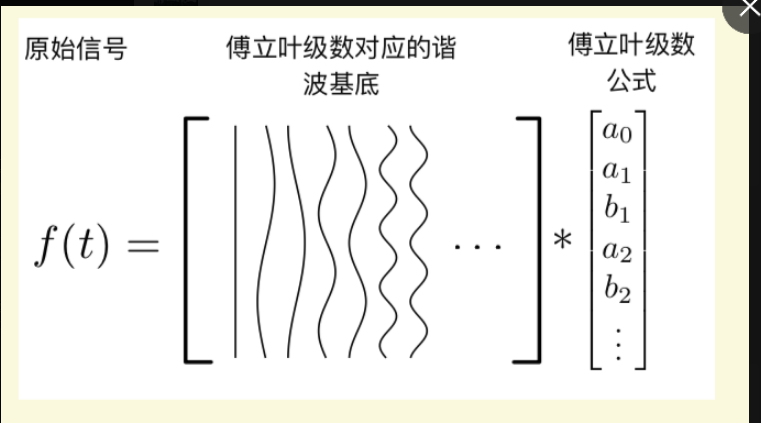 原始信号
傅立叶级数对应的谐
波基底
傅立叶级数
公式
f(t) = [ ··· ] *
a₀
a₁
b₁
a₂
b₂
⋮